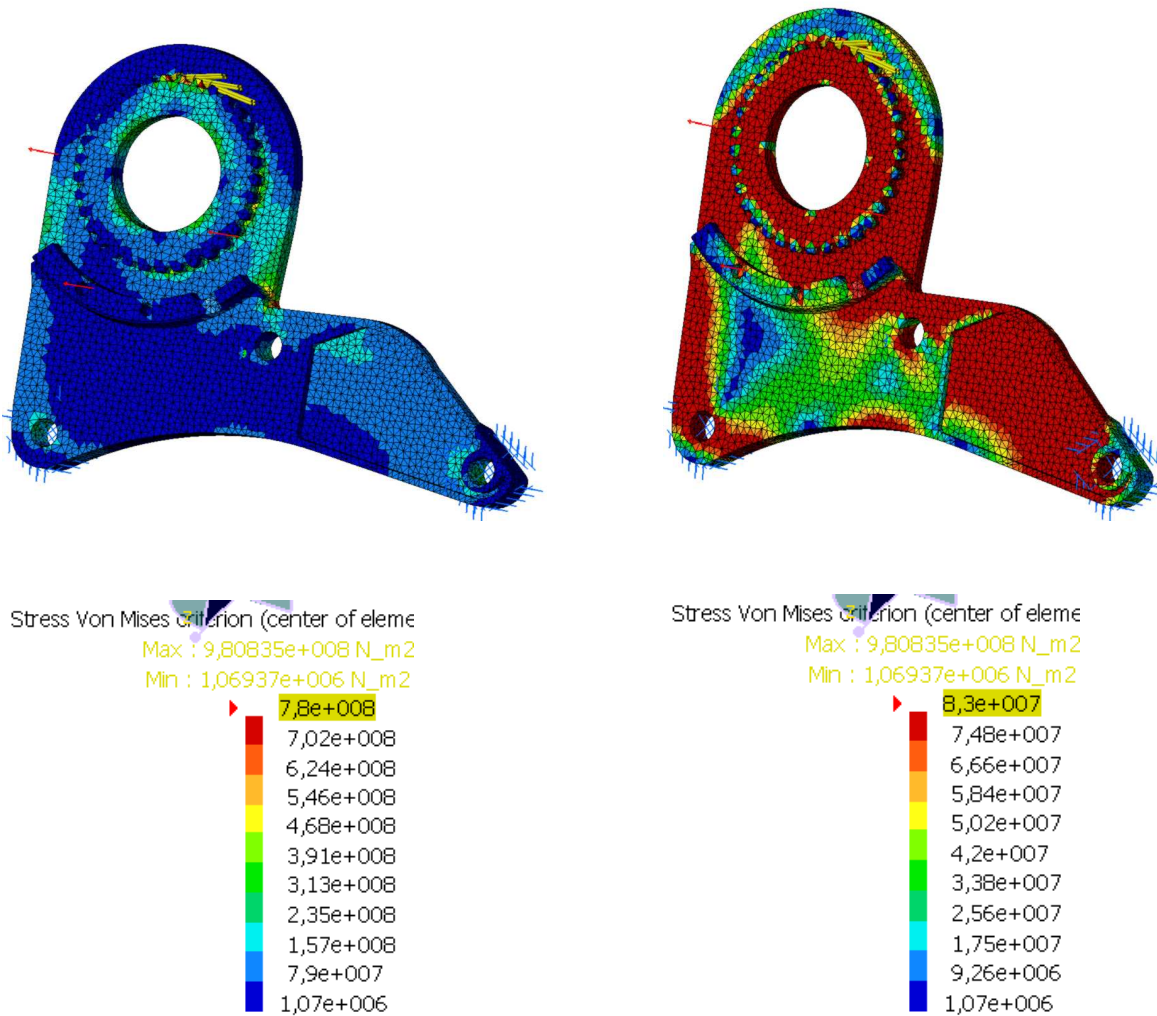 Stress Von Mises criterion (center of eleme
Max : 9,80835e+008 N_m2
Min : 1,06937e+006 N_m2
7,8e+008
7,02e+008
6,24e+008
5,46e+008
4,68e+008
3,91e+008
3,13e+008
2,35e+008
1,57e+008
7,9e+007
1,07e+006
Stress Von Mises criterion (center of eleme
Max : 9,80835e+008 N_m2
Min : 1,06937e+006 N_m2
8,3e+007
7,48e+007
6,66e+007
5,84e+007
5,02e+007
4,2e+007
3,38e+007
2,56e+007
1,75e+007
9,26e+006
1,07e+006